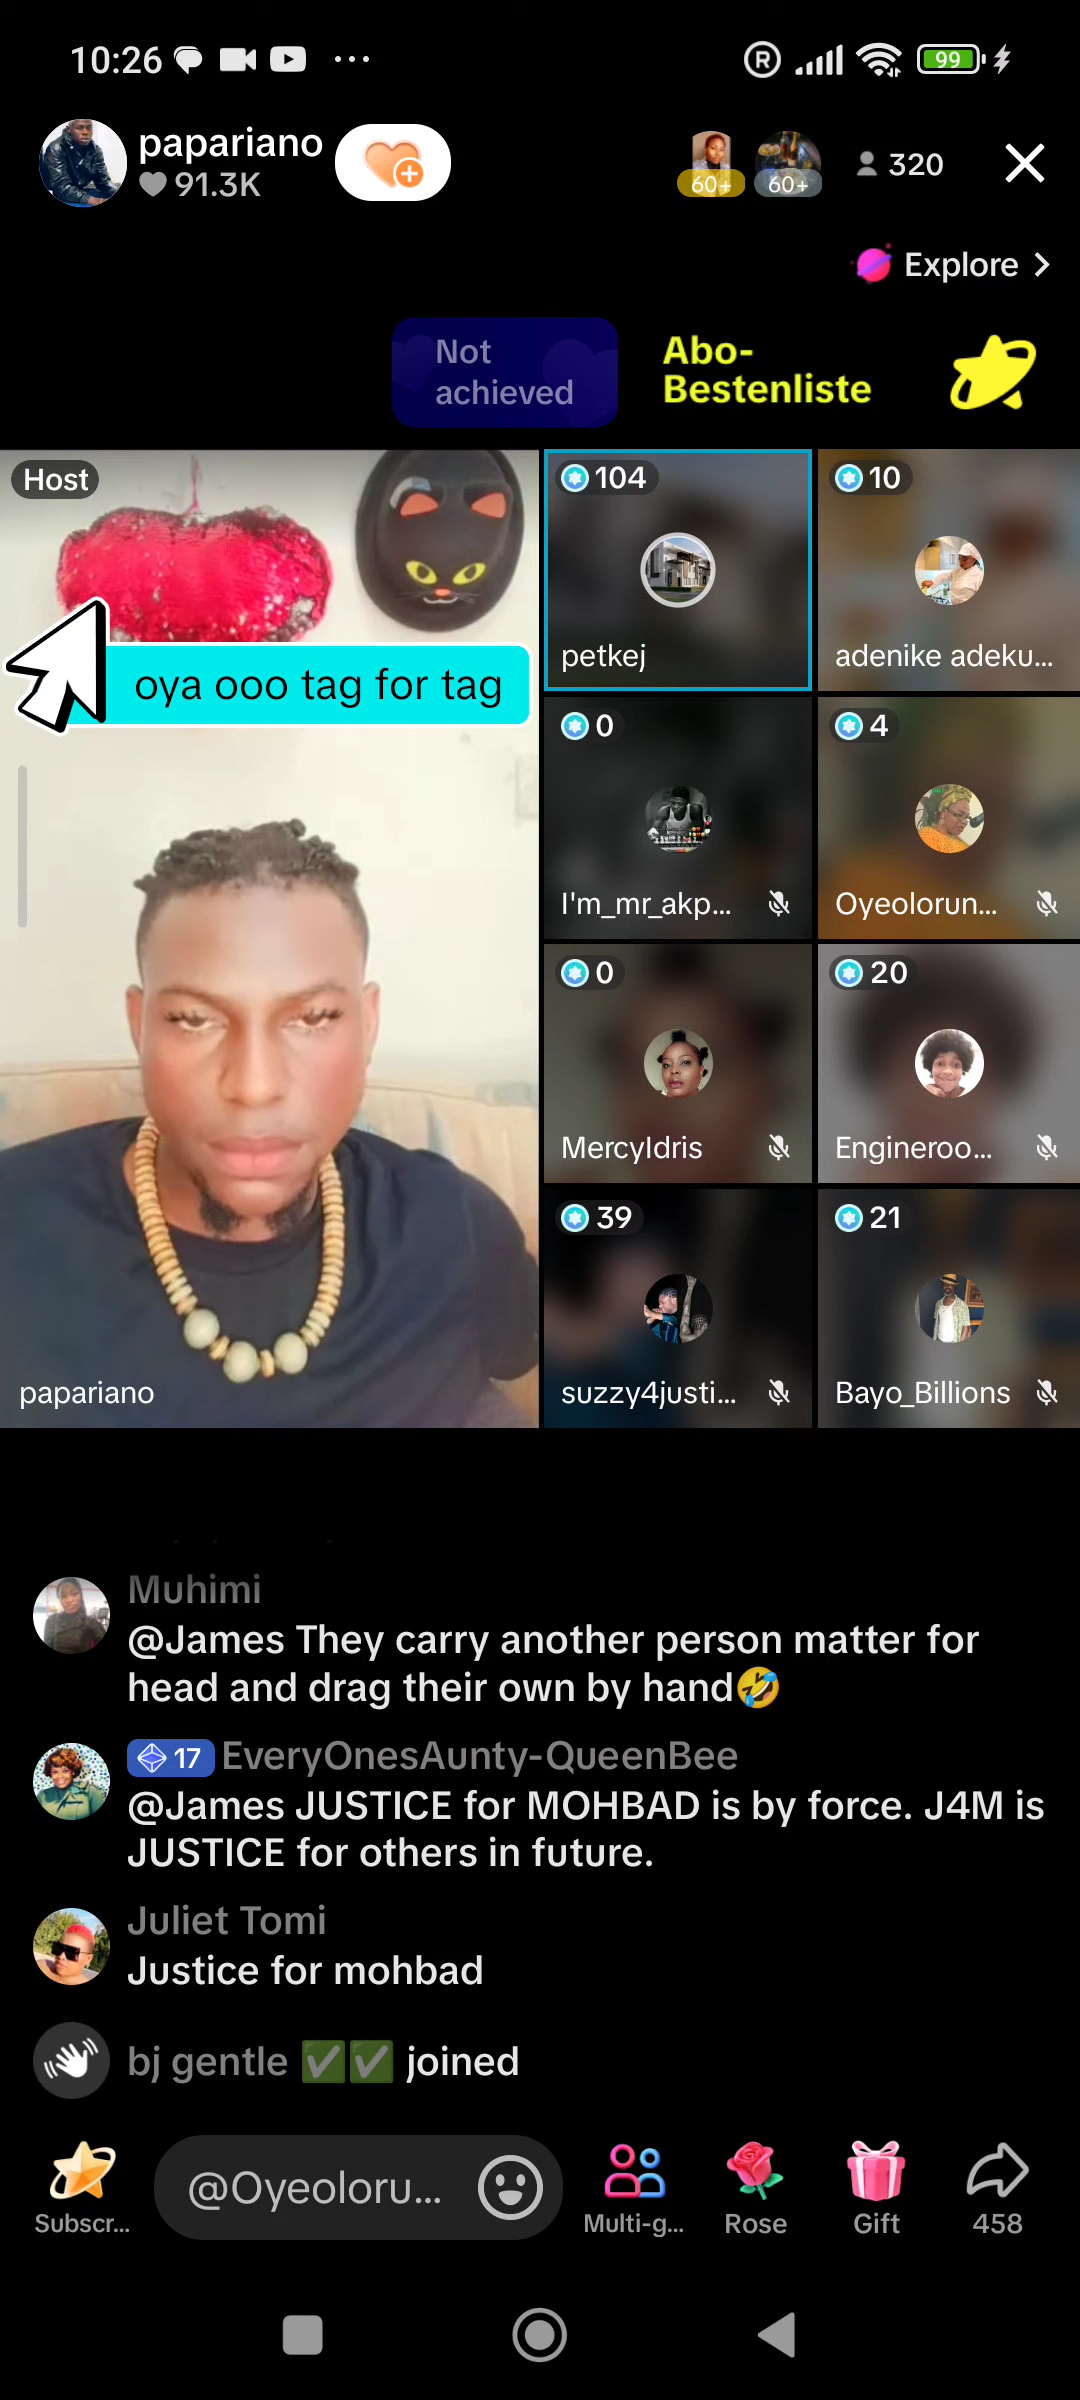 10:26
R
99
papariano
91.3K
60+
60+
320
Explore
Not
achieved
Abo-
Bestenliste
Host
104
10
petkej
adenike adeku...
oya ooo tag for tag
0
4
I'm_mr_akp...
Oyeolorun...
0
20
MercyIdris
Engineroo...
39
21
papariano
suzzy4justi...
Bayo_Billions
Muhimi
@James They carry another person matter for
head and drag their own by hand🤣
17 EveryOnesAunty-QueenBee
@James JUSTICE for MOHBAD is by force. J4M is
JUSTICE for others in future.
Juliet Tomi
Justice for mohbad
bj gentle ✅✅ joined
@Oyeoloru...
Subscr...
Multi-g...
Rose
Gift
458